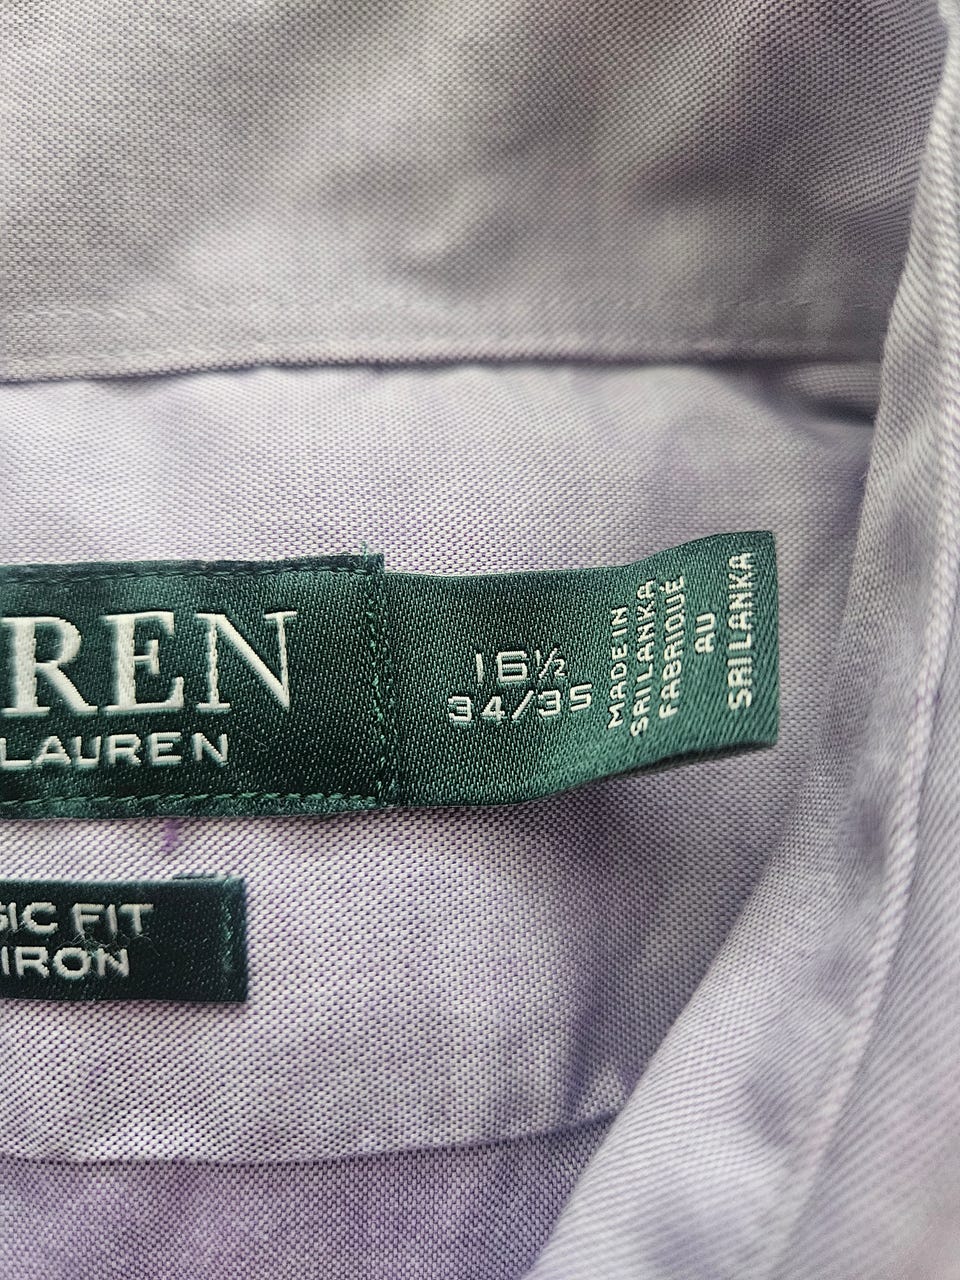 REN
LAUREN
16½
34/35
MADE IN
SRI LANKA
FABRIQUÉ
AU
SRI LANKA
SIC FIT
IRON